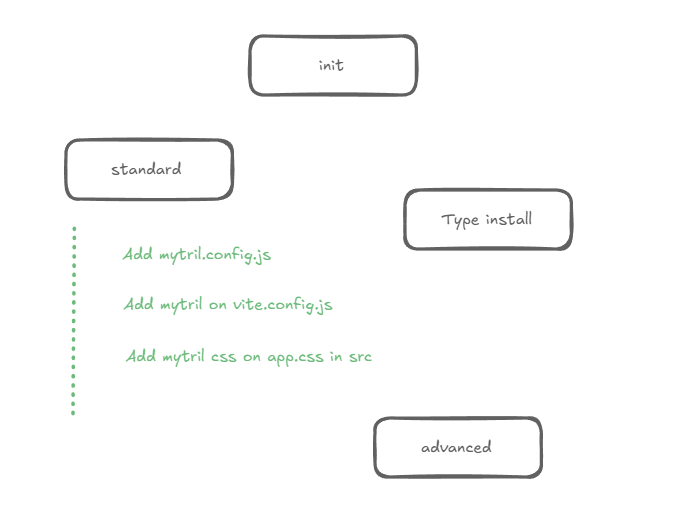 init
standard
Type install
Add mytril.config.js
Add mytril on vite.config.js
Add mytril css on app.css in src
advanced